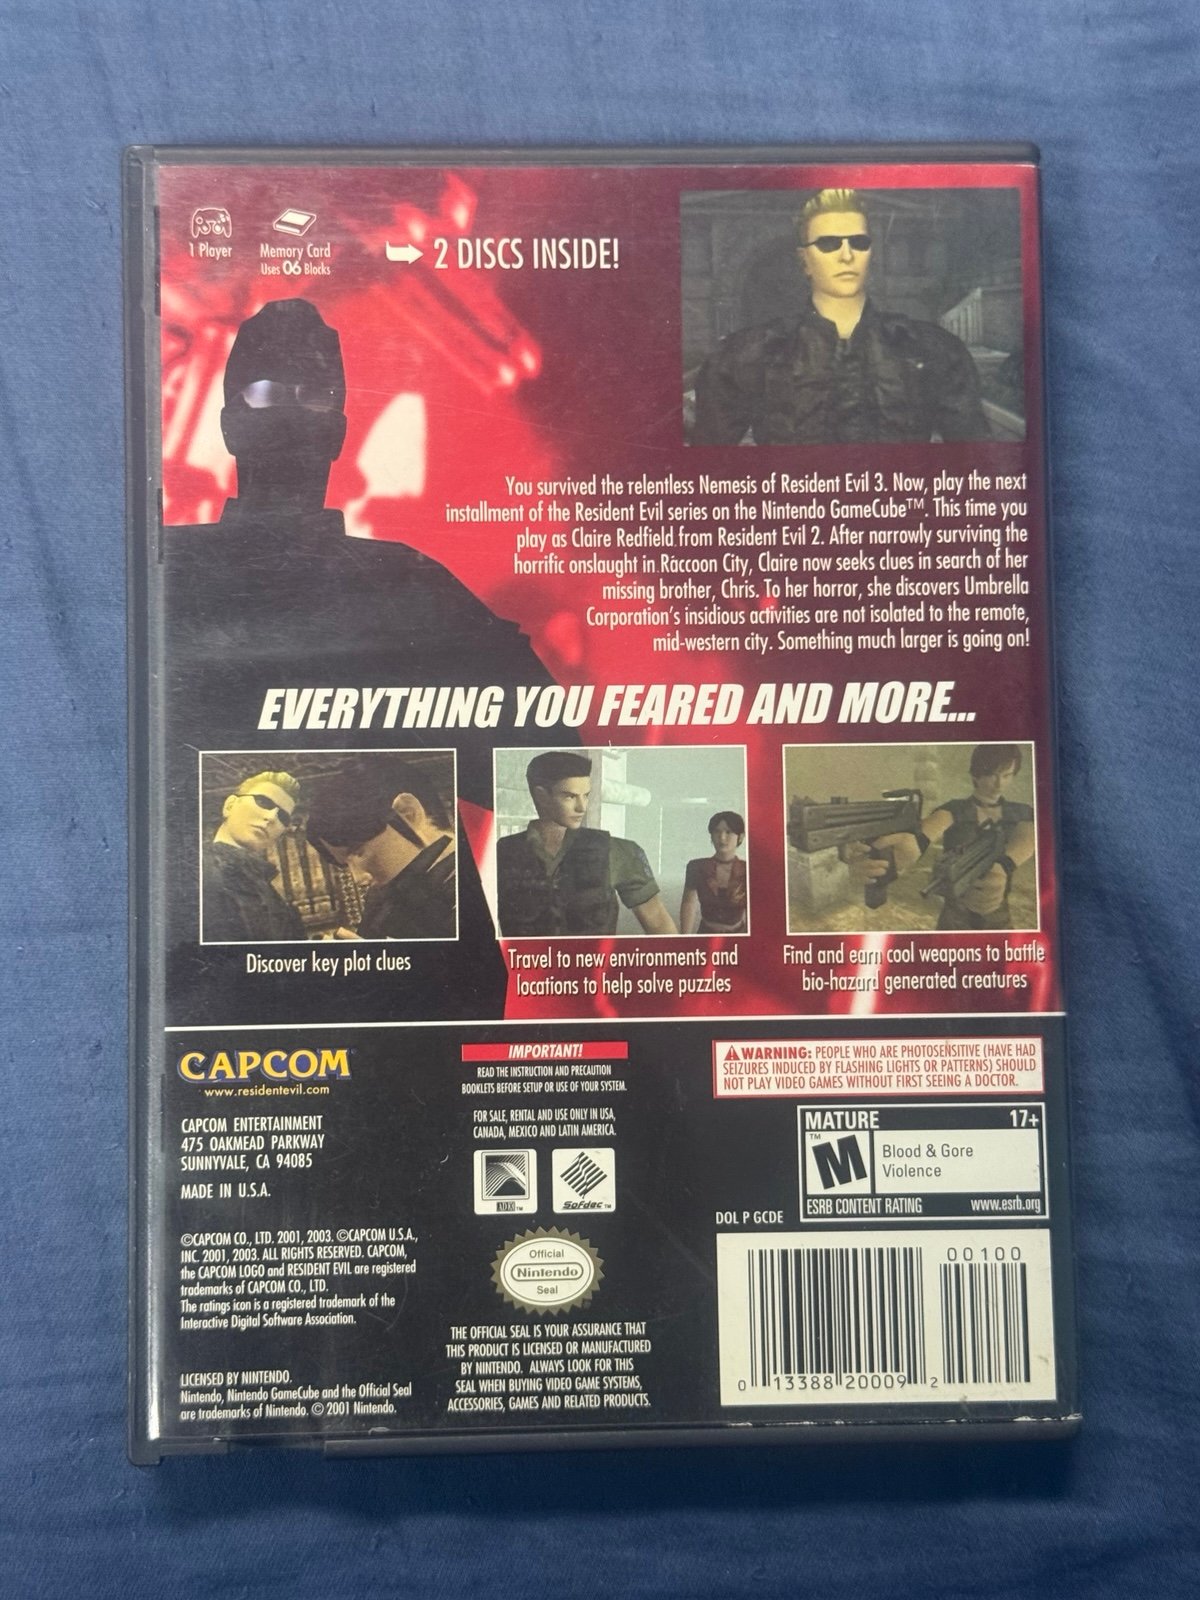 1 Player
Memory Card
Uses 06 Blocks
2 DISCS INSIDE!
You survived the relentless Nemesis of Resident Evil 3. Now, play the next
installment of the Resident Evil series on the Nintendo GameCube™. This time you
play as Claire Redfield from Resident Evil 2. After narrowly surviving the
horrific onslaught in Raccoon City, Claire now seeks clues in search of her
missing brother, Chris. To her horror, she discovers Umbrella
Corporation's insidious activities are not isolated to the remote,
mid-western city. Something much larger is going on!
EVERYTHING YOU FEARED AND MORE...
Discover key plot clues
Travel to new environments and
locations to help solve puzzles
Find and earn cool weapons to battle
bio-hazard generated creatures
CAPCOM
www.residentevil.com
CAPCOM ENTERTAINMENT
475 OAKMEAD PARKWAY
SUNNYVALE, CA 94085
MADE IN U.S.A.
©CAPCOM CO., LTD. 2001, 2003. ©CAPCOM U.S.A.,
INC. 2001, 2003. ALL RIGHTS RESERVED. CAPCOM,
the CAPCOM LOGO and RESIDENT EVIL are registered
trademarks of CAPCOM CO., LTD.
The ratings icon is a registered trademark of the
Interactive Digital Software Association.
LICENSED BY NINTENDO.
Nintendo, Nintendo GameCube and the Official Seal
are trademarks of Nintendo. © 2001 Nintendo.
IMPORTANT!
READ THE INSTRUCTION AND PRECAUTION
BOOKLETS BEFORE SETUP OR USE OF YOUR SYSTEM.
FOR SALE, RENTAL AND USE ONLY IN USA,
CANADA, MEXICO AND LATIN AMERICA.
ADX™
Sofdec™
Official
Nintendo
Seal
THE OFFICIAL SEAL IS YOUR ASSURANCE THAT
THIS PRODUCT IS LICENSED OR MANUFACTURED
BY NINTENDO. ALWAYS LOOK FOR THIS
SEAL WHEN BUYING VIDEO GAME SYSTEMS,
ACCESSORIES, GAMES AND RELATED PRODUCTS.
WARNING: PEOPLE WHO ARE PHOTOSENSITIVE (HAVE HAD
SEIZURES INDUCED BY FLASHING LIGHTS OR PATTERNS) SHOULD
NOT PLAY VIDEO GAMES WITHOUT FIRST SEEING A DOCTOR.
MATURE 17+
M™
Blood & Gore
Violence
ESRB CONTENT RATING www.esrb.org
DOL P GCDE
00100
0 13388 20009 2